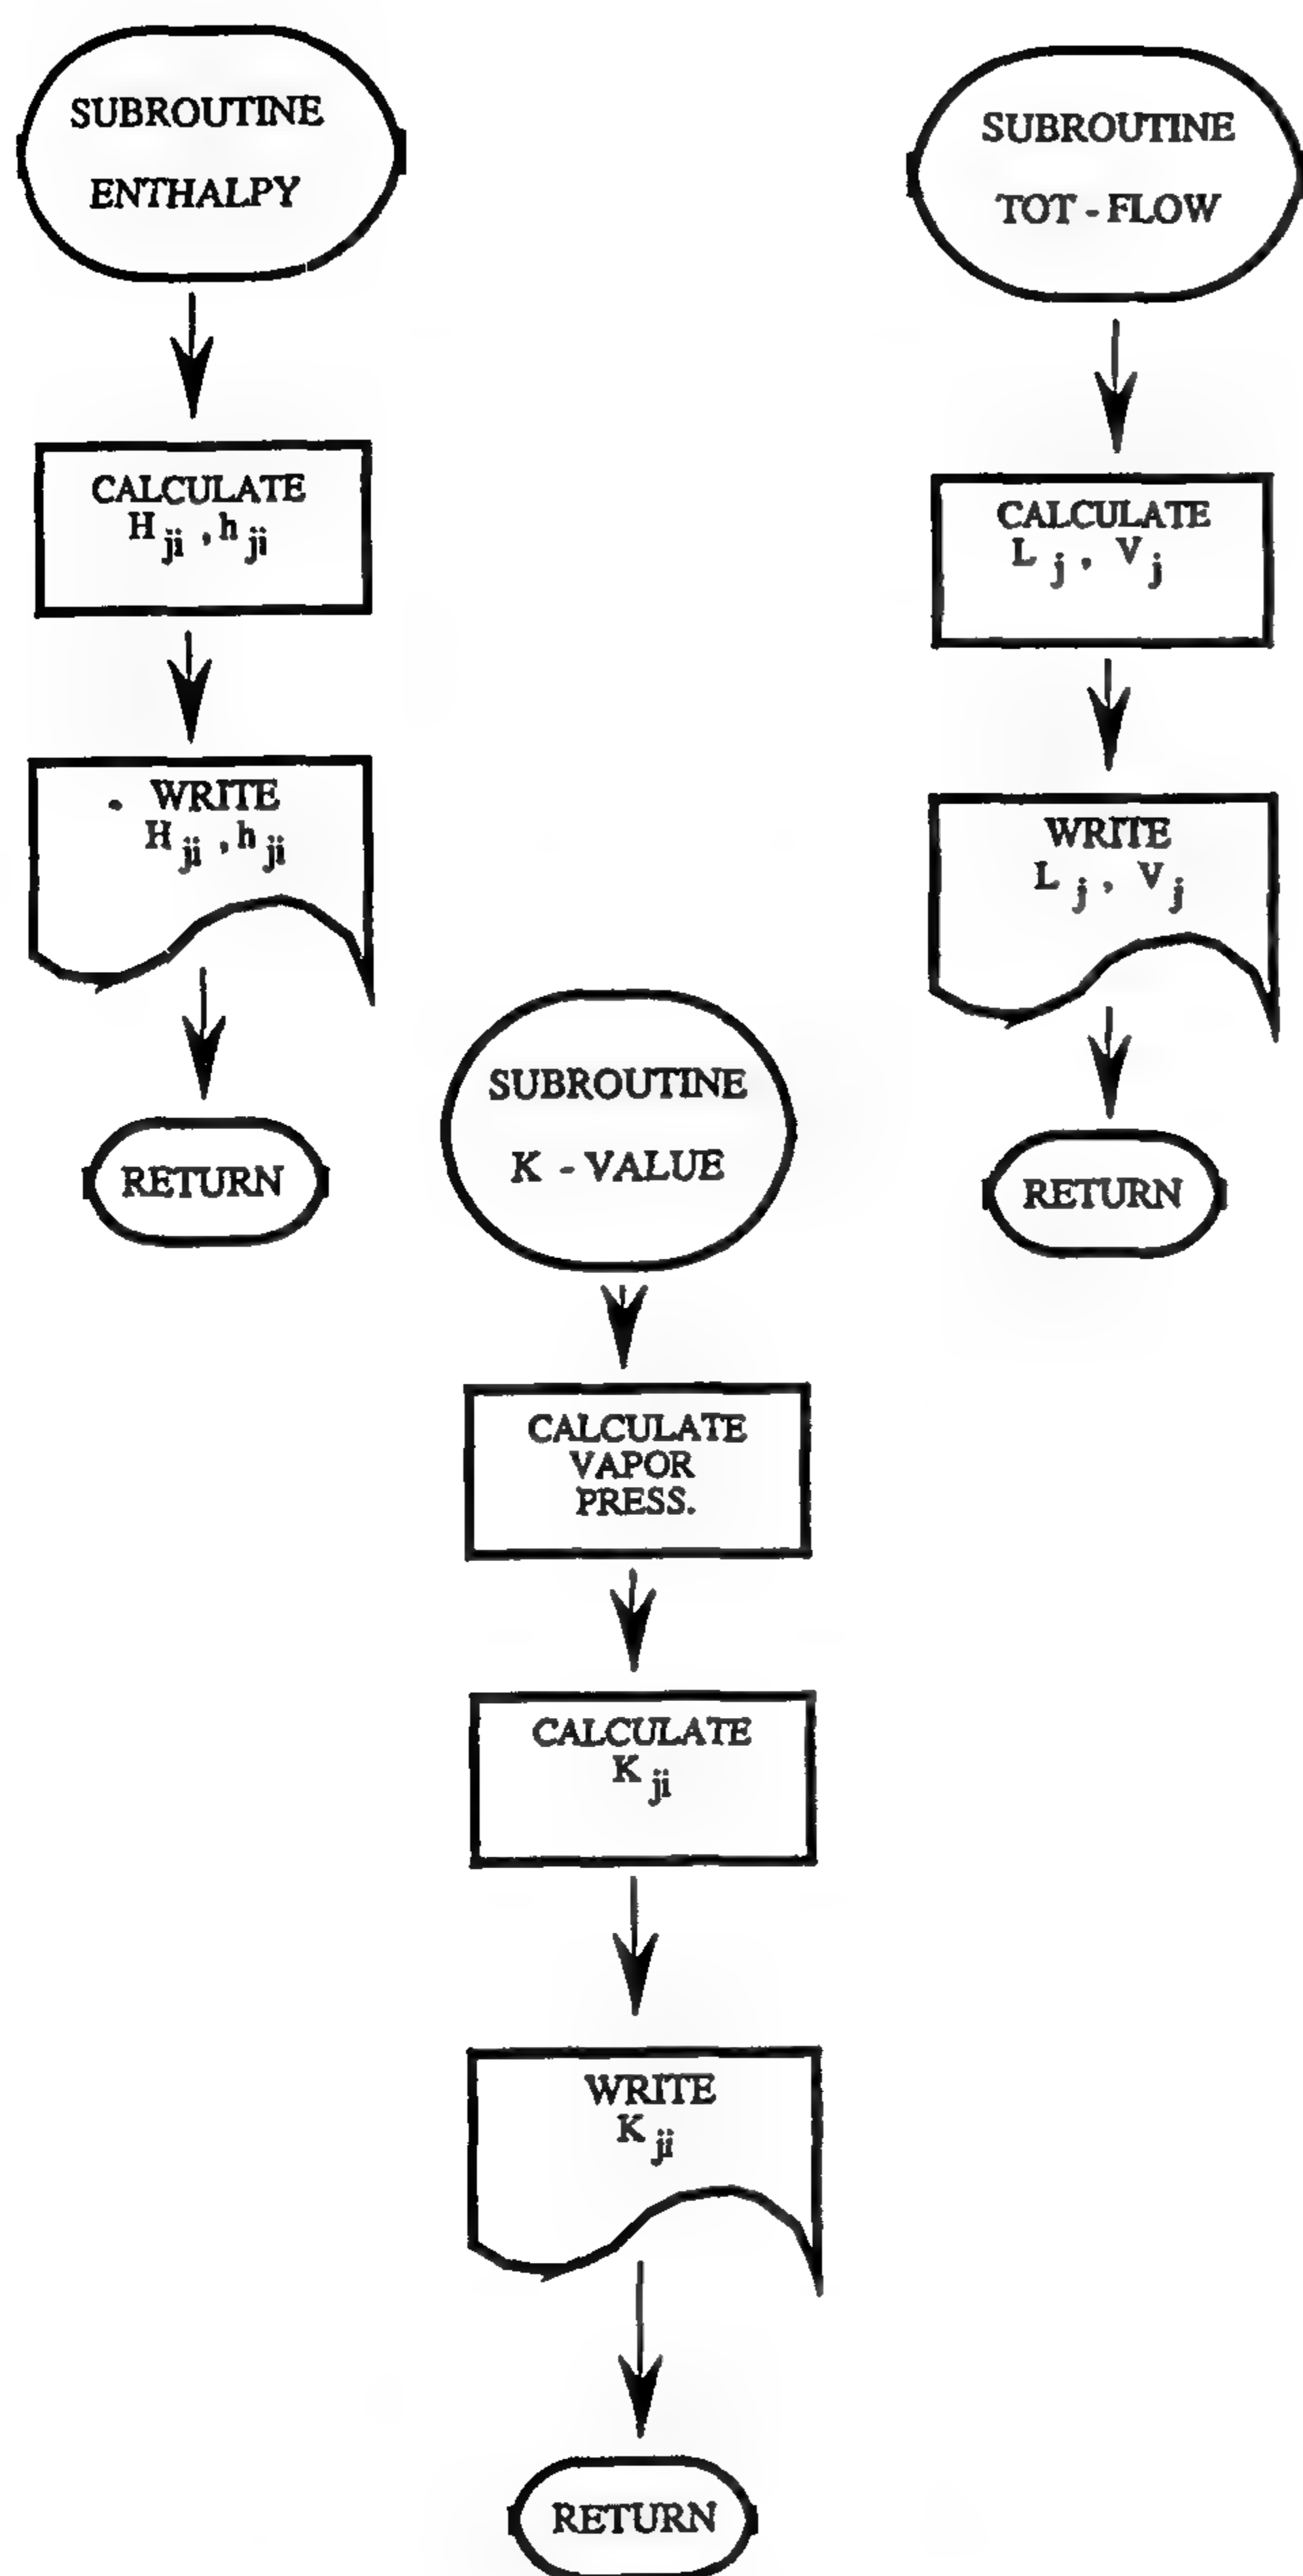 SUBROUTINE
ENTHALPY
CALCULATE
H ji , h ji
WRITE
H ji , h ji
RETURN
SUBROUTINE
TOT - FLOW
CALCULATE
L j , V j
WRITE
L j , V j
RETURN
SUBROUTINE
K - VALUE
CALCULATE
VAPOR
PRESS.
CALCULATE
K ji
WRITE
K ji
RETURN